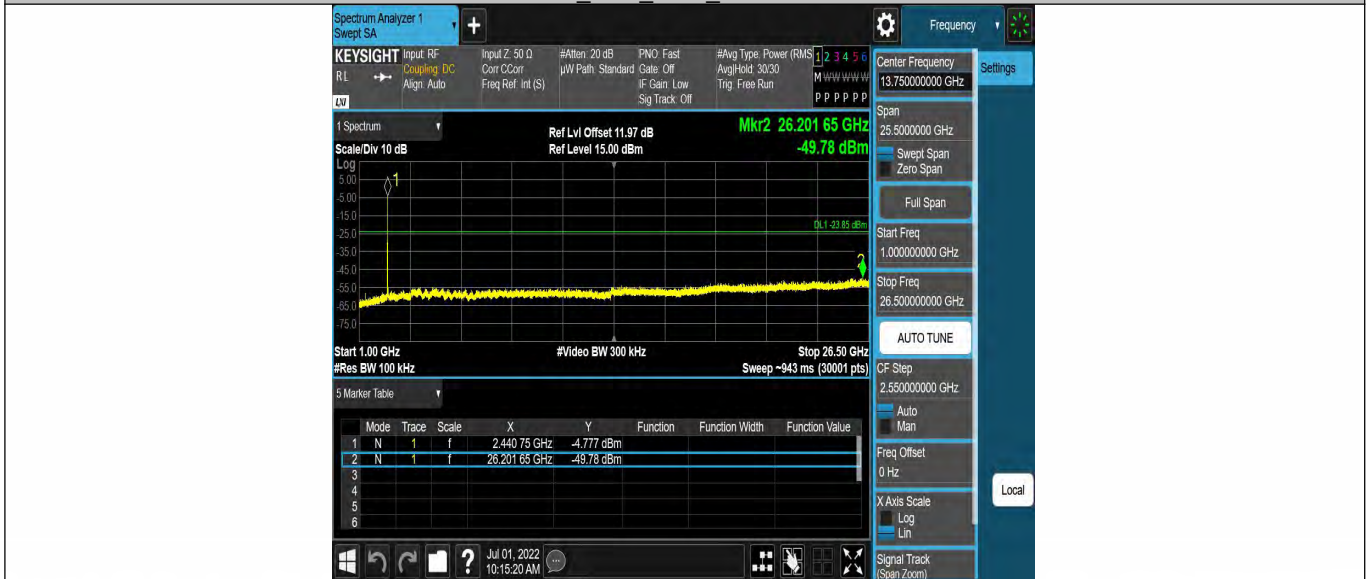 Spectrum Analyzer 1
Swept SA
+
Frequency
KEYSIGHT
RL
LXI
Input: RF
Coupling: DC
Align: Auto
Input Z: 50 Ω
Corr CCorr
Freq Ref: Int (S)
#Atten: 20 dB
µW Path: Standard
PNO: Fast
Gate: Off
IF Gain: Low
Sig Track: Off
#Avg Type: Power (RMS
Avg|Hold: 30/30
Trig: Free Run
1 2 3 4 5 6
M W W W W W
P P P P P P
1 Spectrum
Scale/Div 10 dB
Ref Lvl Offset 11.97 dB
Ref Level 15.00 dBm
Mkr2 26.201 65 GHz
-49.78 dBm
Log
5.00
-5.00
-15.0
-25.0
-35.0
-45.0
-55.0
-65.0
-75.0
1
DL1 -23.85 dBm
2
Start 1.00 GHz
#Video BW 300 kHz
Stop 26.50 GHz
#Res BW 100 kHz
Sweep ~943 ms (30001 pts)
5 Marker Table
Mode Trace Scale X Y Function Function Width Function Value
1 N 1 f 2.440 75 GHz -4.777 dBm
2 N 1 f 26.201 65 GHz -49.78 dBm
3
4
5
6
?
Jul 01, 2022
10:15:20 AM
Center Frequency
13.750000000 GHz
Settings
Span
25.5000000 GHz
Swept Span
Zero Span
Full Span
Start Freq
1.000000000 GHz
Stop Freq
26.500000000 GHz
AUTO TUNE
CF Step
2.550000000 GHz
Auto
Man
Freq Offset
0 Hz
X Axis Scale
Log
Lin
Local
Signal Track
(Span Zoom)